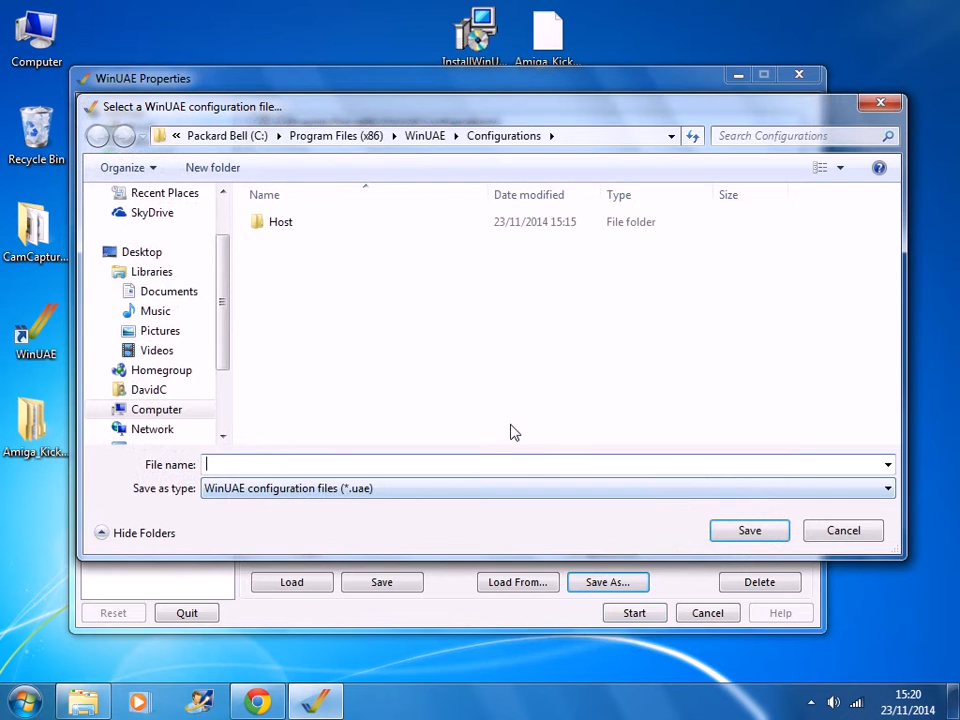 Computer
InstallWinU...
Amiga_Kick...
WinUAE Properties
Select a WinUAE configuration file...
« Packard Bell (C:) Program Files (x86) WinUAE Configurations
Search Configurations
Organize
New folder
Recycle Bin
Recent Places
SkyDrive
Name
Date modified
Type
Size
Host
23/11/2014 15:15
File folder
CamCaptur...
Desktop
Libraries
Documents
Music
Pictures
Videos
WinUAE
Homegroup
DavidC
Computer
Network
Amiga_Kick...
File name:
Save as type:
WinUAE configuration files (*.uae)
Hide Folders
Save
Cancel
Load
Save
Load From...
Save As...
Delete
Reset
Quit
Start
Cancel
Help
15:20
23/11/2014